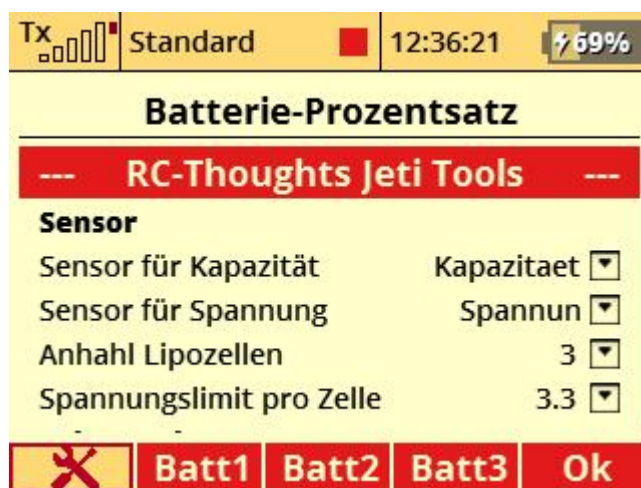 Tx Standard 12:36:21 69%
Batterie-Prozentsatz
--- RC-Thoughts Jeti Tools ---
Sensor
Sensor für Kapazität Kapazitaet
Sensor für Spannung Spannun
Anhahl Lipozellen 3
Spannungslimit pro Zelle 3.3
Batt1 Batt2 Batt3 Ok